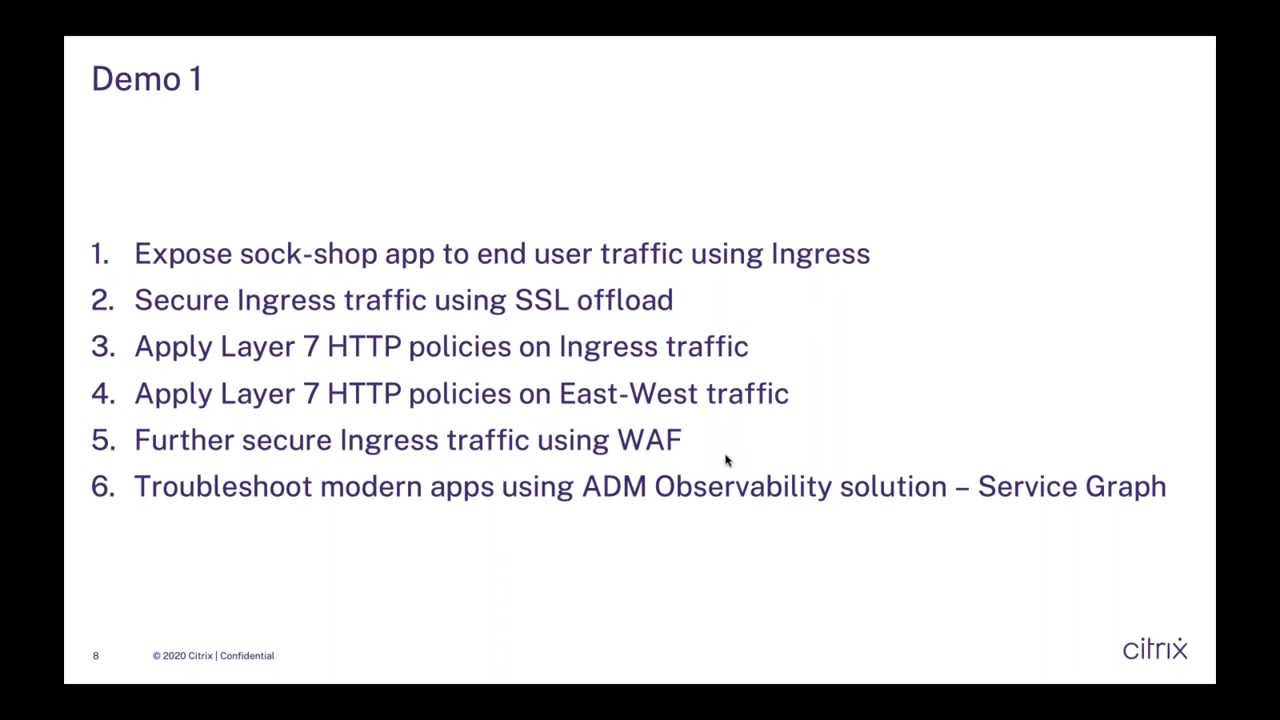 Demo 1
1. Expose sock-shop app to end user traffic using Ingress
2. Secure Ingress traffic using SSL offload
3. Apply Layer 7 HTTP policies on Ingress traffic
4. Apply Layer 7 HTTP policies on East-West traffic
5. Further secure Ingress traffic using WAF
6. Troubleshoot modern apps using ADM Observability solution – Service Graph
8 © 2020 Citrix | Confidential
citrix